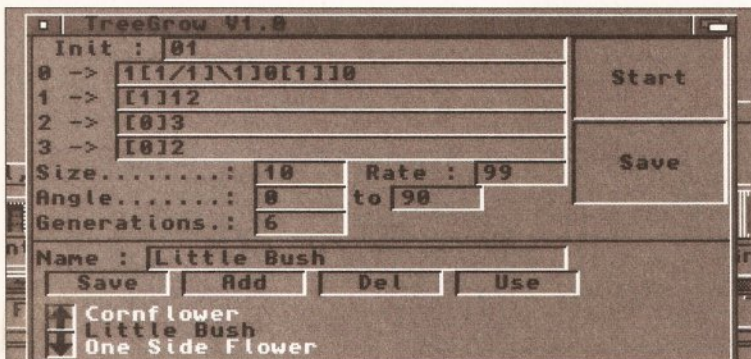 TreeGrow V1.0
Init : 01
0 -> 1[1/1]\1]0[1]]0
Start
1 -> [1]12
2 -> [0]3
3 -> [0]2
Save
Size........: 10 Rate : 99
Angle.......: 0 to 90
Generations.: 6
Name : Little Bush
Save Add Del Use
Cornflower
Little Bush
One Side Flower